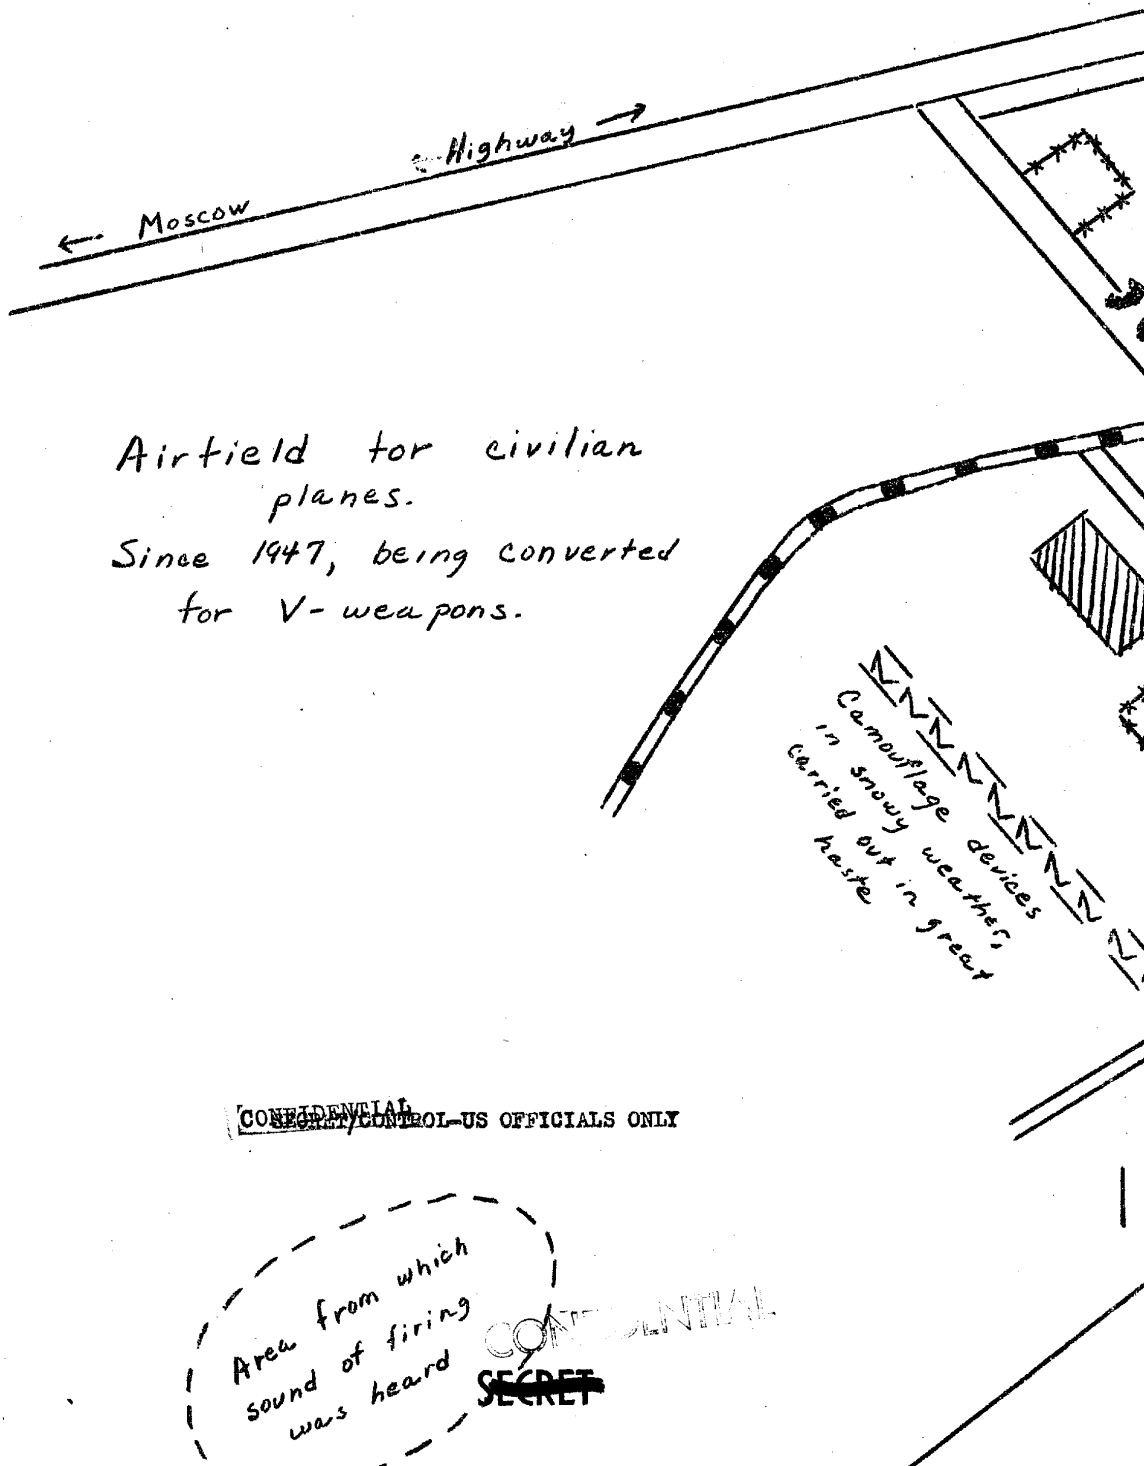 ← Highway →
← Moscow
Airfield for civilian
planes.
Since 1947, being converted
for V-weapons.
Camouflage devices
in snowy weather,
carried out in great
haste
CONFIDENTIAL
SECRET/CONTROL-US OFFICIALS ONLY
Area from which
sound of firing
was heard
CONFIDENTIAL
SECRET